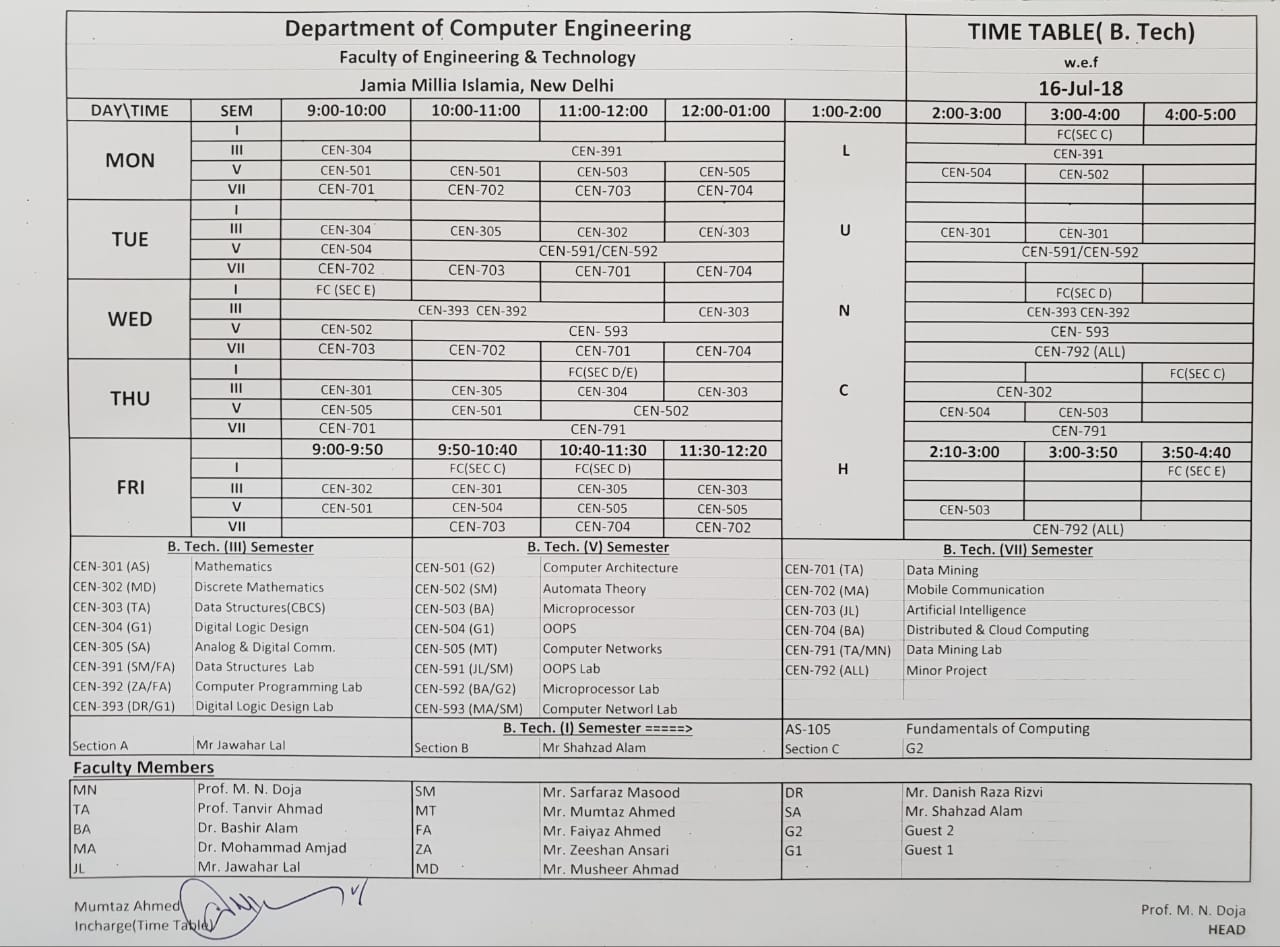 Department of Computer Engineering TIME TABLE( B. Tech)
Faculty of Engineering & Technology w.e.f
Jamia Millia Islamia, New Delhi 16-Jul-18
DAY\TIME SEM 9:00-10:00 10:00-11:00 11:00-12:00 12:00-01:00 1:00-2:00 2:00-3:00 3:00-4:00 4:00-5:00
MON L
I FC(SEC C)
III CEN-304 CEN-391 CEN-391
V CEN-501 CEN-501 CEN-503 CEN-505 CEN-504 CEN-502
VII CEN-701 CEN-702 CEN-703 CEN-704
TUE U
I
III CEN-304 CEN-305 CEN-302 CEN-303 CEN-301 CEN-301
V CEN-504 CEN-591/CEN-592 CEN-591/CEN-592
VII CEN-702 CEN-703 CEN-701 CEN-704
WED N
I FC (SEC E) FC(SEC D)
III CEN-393 CEN-392 CEN-303 CEN-393 CEN-392
V CEN-502 CEN- 593 CEN- 593
VII CEN-703 CEN-702 CEN-701 CEN-704 CEN-792 (ALL)
THU C
I FC(SEC D/E) FC(SEC C)
III CEN-301 CEN-305 CEN-304 CEN-303 CEN-302
V CEN-505 CEN-501 CEN-502 CEN-504 CEN-503
VII CEN-701 CEN-791 CEN-791
FRI H
9:00-9:50 9:50-10:40 10:40-11:30 11:30-12:20 2:10-3:00 3:00-3:50 3:50-4:40
I FC(SEC C) FC(SEC D) FC (SEC E)
III CEN-302 CEN-301 CEN-305 CEN-303
V CEN-501 CEN-504 CEN-505 CEN-505 CEN-503
VII CEN-703 CEN-704 CEN-702 CEN-792 (ALL)
B. Tech. (III) Semester B. Tech. (V) Semester B. Tech. (VII) Semester
CEN-301 (AS) Mathematics CEN-501 (G2) Computer Architecture CEN-701 (TA) Data Mining
CEN-302 (MD) Discrete Mathematics CEN-502 (SM) Automata Theory CEN-702 (MA) Mobile Communication
CEN-303 (TA) Data Structures(CBCS) CEN-503 (BA) Microprocessor CEN-703 (JL) Artificial Intelligence
CEN-304 (G1) Digital Logic Design CEN-504 (G1) OOPS CEN-704 (BA) Distributed & Cloud Computing
CEN-305 (SA) Analog & Digital Comm. CEN-505 (MT) Computer Networks CEN-791 (TA/MN) Data Mining Lab
CEN-391 (SM/FA) Data Structures Lab CEN-591 (JL/SM) OOPS Lab CEN-792 (ALL) Minor Project
CEN-392 (ZA/FA) Computer Programming Lab CEN-592 (BA/G2) Microprocessor Lab
CEN-393 (DR/G1) Digital Logic Design Lab CEN-593 (MA/SM) Computer Networl Lab
B. Tech. (I) Semester =====> AS-105 Fundamentals of Computing
Section A Mr Jawahar Lal Section B Mr Shahzad Alam Section C G2
Faculty Members
MN Prof. M. N. Doja SM Mr. Sarfaraz Masood DR Mr. Danish Raza Rizvi
TA Prof. Tanvir Ahmad MT Mr. Mumtaz Ahmed SA Mr. Shahzad Alam
BA Dr. Bashir Alam FA Mr. Faiyaz Ahmed G2 Guest 2
MA Dr. Mohammad Amjad ZA Mr. Zeeshan Ansari G1 Guest 1
JL Mr. Jawahar Lal MD Mr. Musheer Ahmad
Mumtaz Ahmed Prof. M. N. Doja
Incharge(Time Table) HEAD